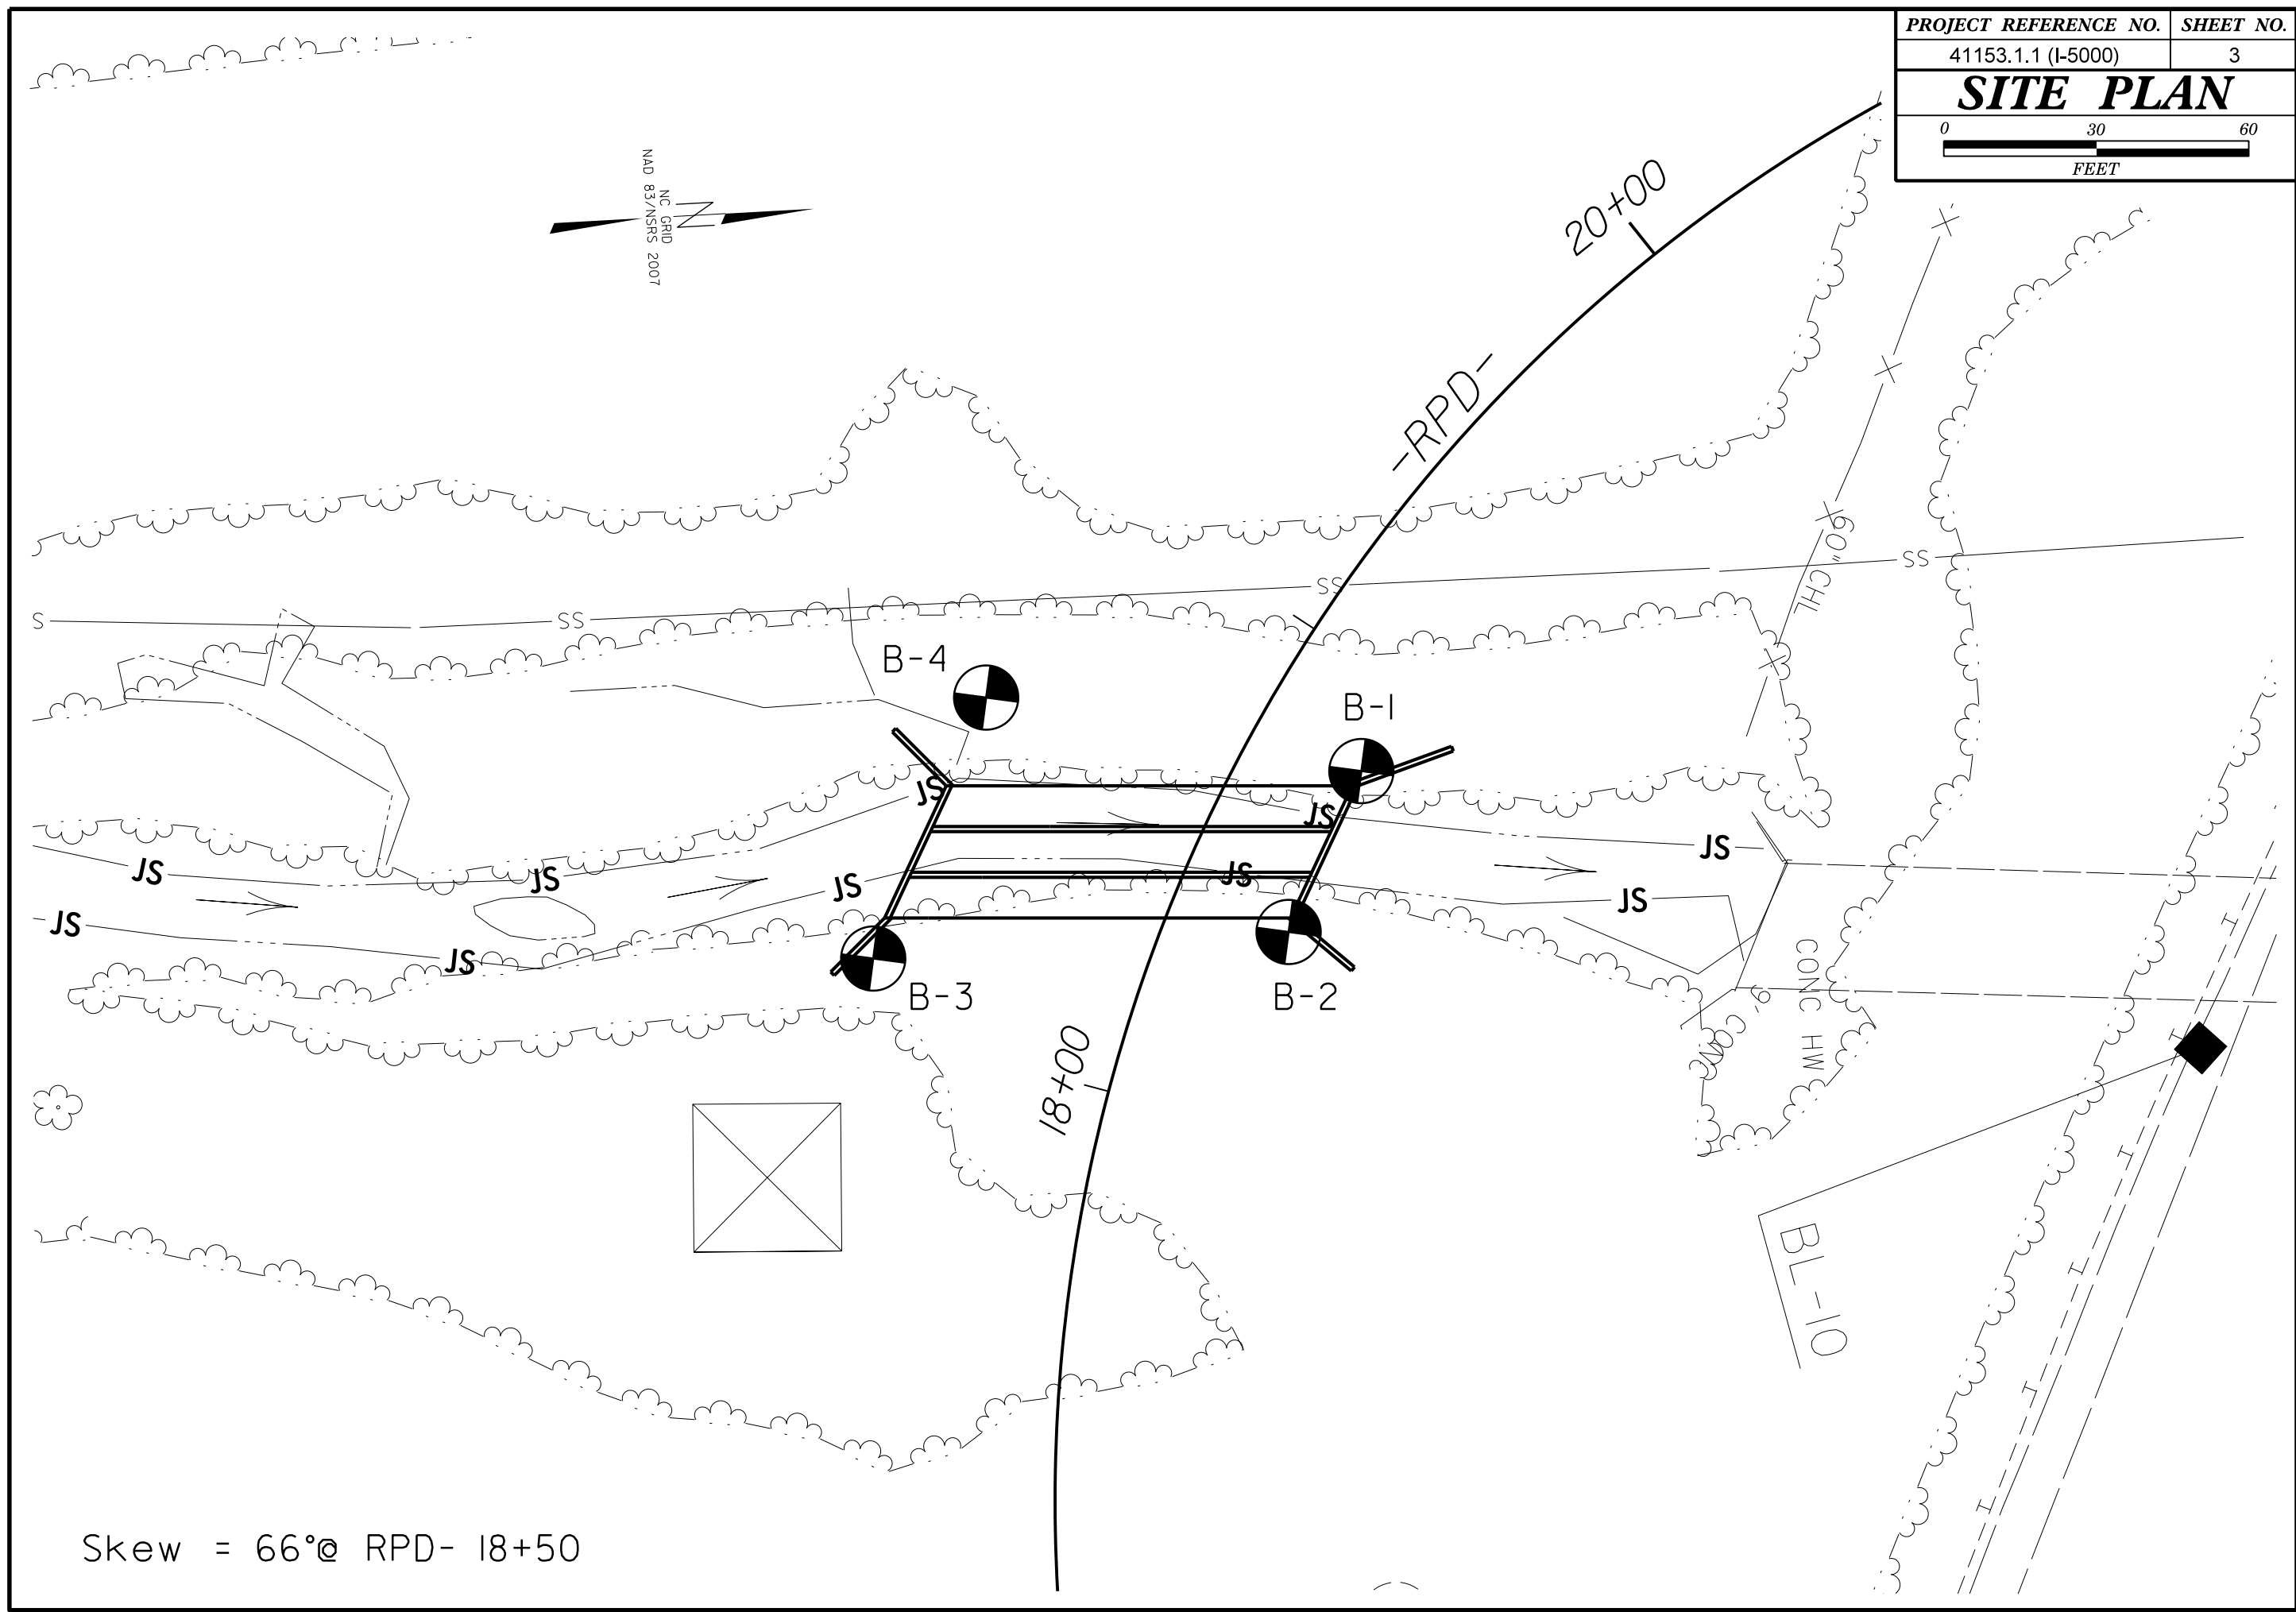 PROJECT REFERENCE NO. SHEET NO.
41153.1.1 (I-5000) 3
SITE PLAN
0 30 60
FEET
NC GRID
NAD 83/NSRS 2007
20+00
-RPD-
60" CHL
S SS SS SS
B-4
B-1
JS JS
JS JS JS JS JS
JS JS JS
B-3
B-2
CONC HW
9' CONC
18+00
BL-10
Skew = 66°@ RPD- 18+50